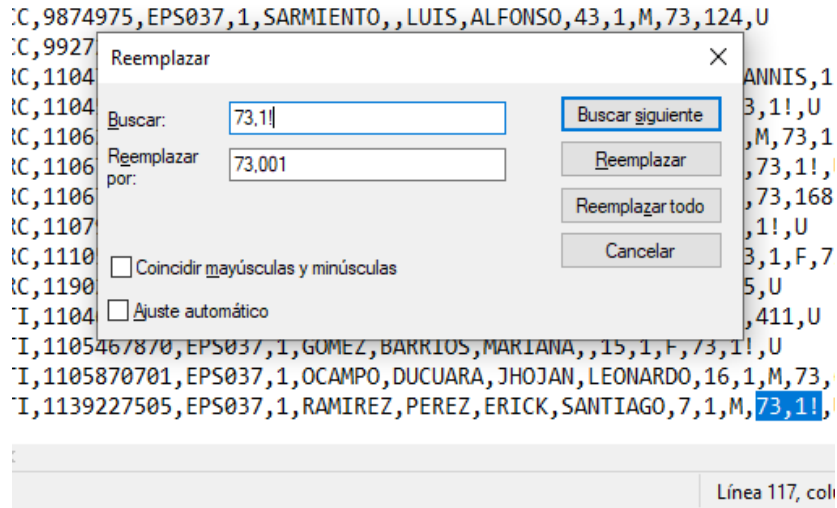 CC,9874975,EPS037,1,SARMIENTO,,LUIS,ALFONSO,43,1,M,73,124,U
CC,9927
Reemplazar
RC,1104 ANNIS,1
RC,1104 3,1!,U
Buscar: 73,1! Buscar siguiente
RC,1106 ,M,73,1
Reemplazar por: 73,001 Reemplazar
RC,1106 ,73,1!,
RC,1106 ,73,168
Reemplazar todo
RC,1107 ,1!,U
RC,1110 3,1,F,7
Cancelar
Coincidir mayúsculas y minúsculas
RC,1190 5,U
TI,1104 ,411,U
Ajuste automático
TI,1105467870,EPS037,1,GOMEZ,BARRIOS,MARIANA,,15,1,F,73,1!,U
TI,1105870701,EPS037,1,OCAMPO,DUCUARA,JHOJAN,LEONARDO,16,1,M,73,
TI,1139227505,EPS037,1,RAMIREZ,PEREZ,ERICK,SANTIAGO,7,1,M,73,1!,
Línea 117, col